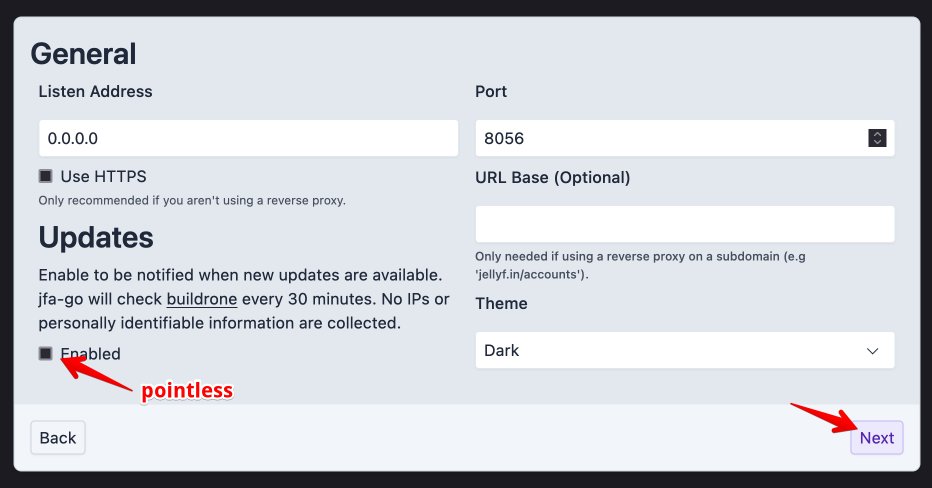 General
Listen Address
0.0.0.0
Use HTTPS
Only recommended if you aren't using a reverse proxy.
Updates
Enable to be notified when new updates are available.
jfa-go will check buildrone every 30 minutes. No IPs or
personally identifiable information are collected.
Enabled
pointless
Port
8056
URL Base (Optional)
Only needed if using a reverse proxy on a subdomain (e.g
'jellyf.in/accounts').
Theme
Dark
Back
Next